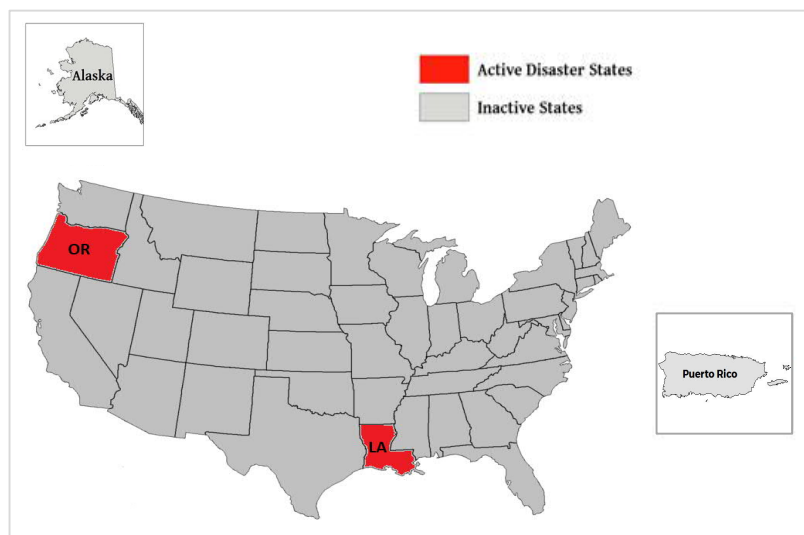 Alaska
Active Disaster States
Inactive States
OR
Puerto Rico
LA